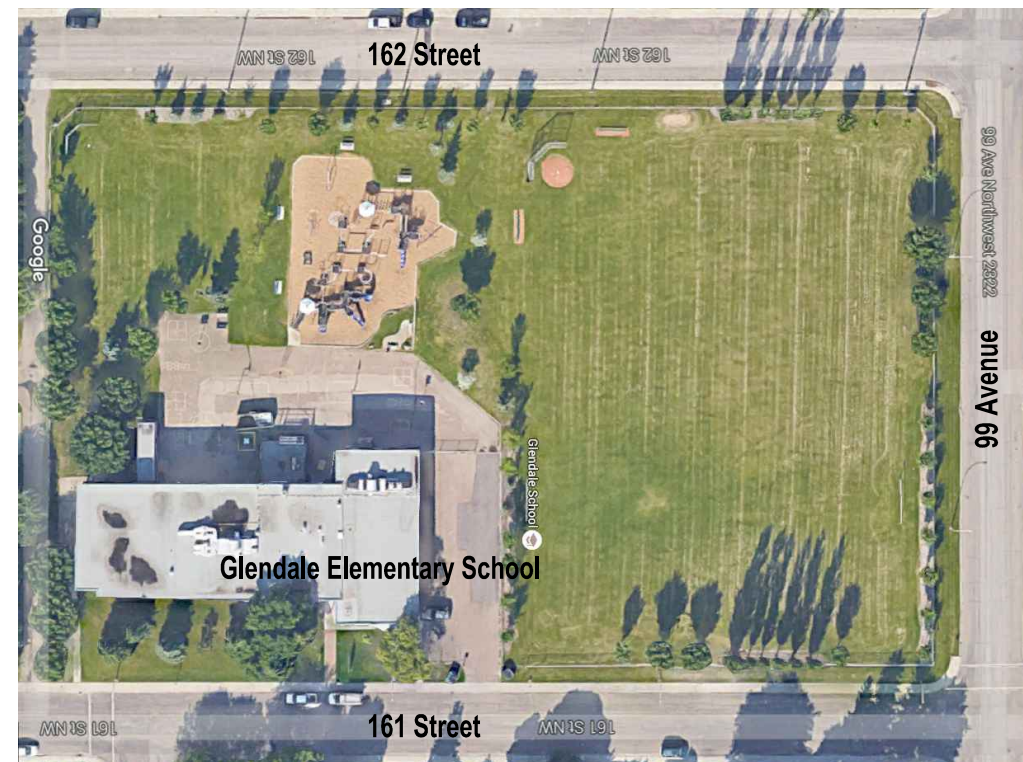 162 St NW
162 Street
162 St NW
99 Ave Northwest 2322
Google
99 Avenue
Glendale School
Glendale Elementary School
161 St NW
161 Street
161 St NW